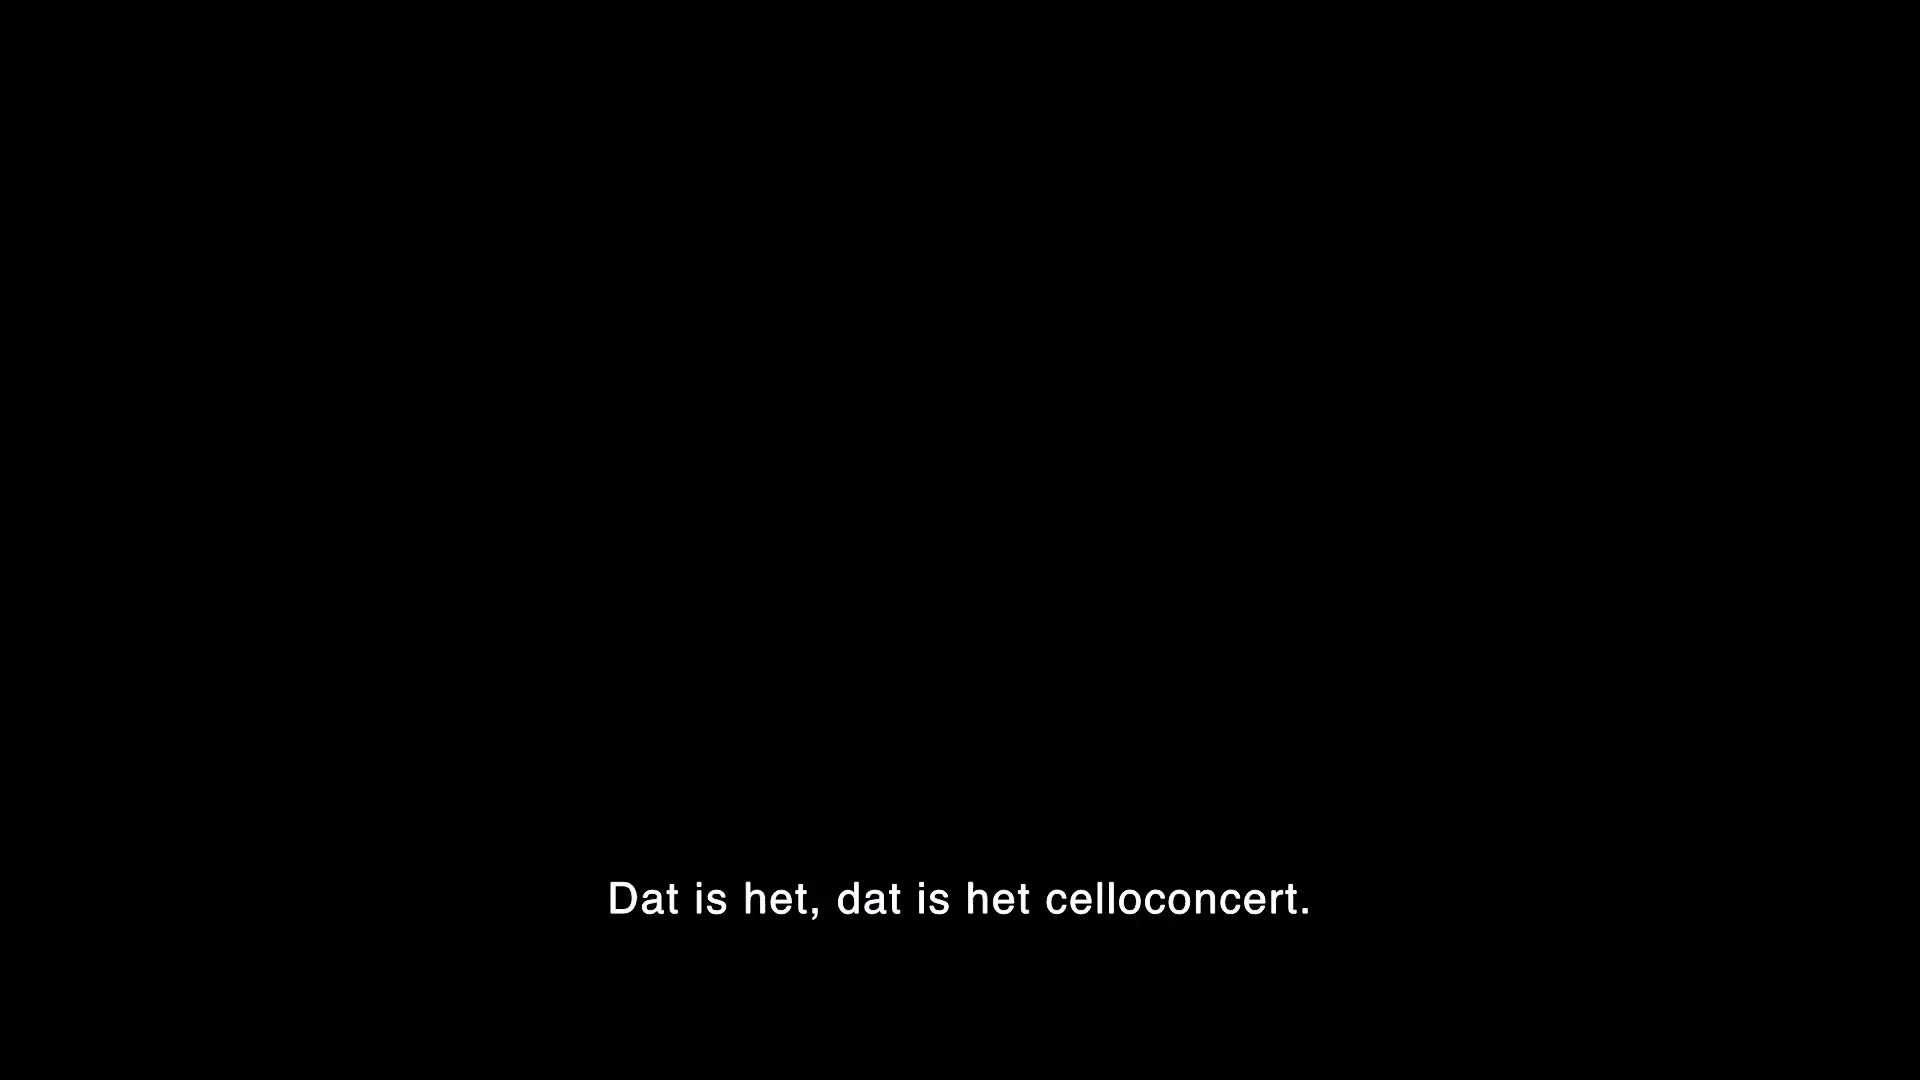 Dat is het, dat is het celloconcert.